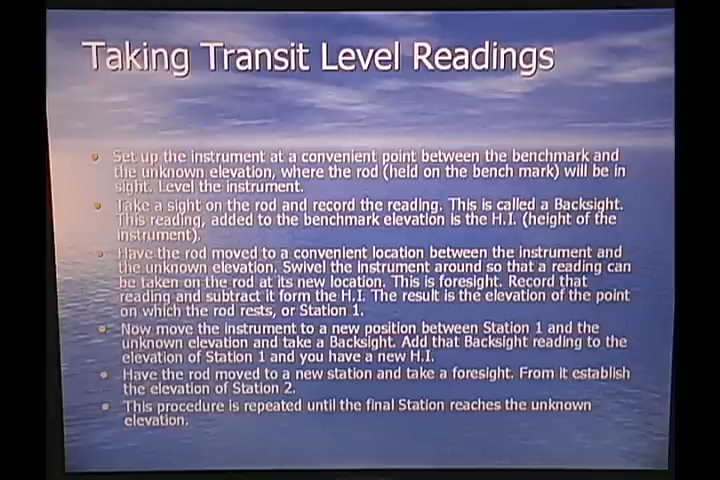 Taking Transit Level Readings
Set up the instrument at a convenient point between the benchmark and
the unknown elevation, where the rod (held on the bench mark) will be in
sight. Level the instrument.
Take a sight on the rod and record the reading. This is called a Backsight.
This reading, added to the benchmark elevation is the H.I. (height of the
instrument).
Have the rod moved to a convenient location between the instrument and
the unknown elevation. Swivel the instrument around so that a reading can
be taken on the rod at its new location. This is foresight. Record that
reading and subtract it form the H.I. The result is the elevation of the point
on which the rod rests, or Station 1.
Now move the instrument to a new position between Station 1 and the
unknown elevation and take a Backsight. Add that Backsight reading to the
elevation of Station 1 and you have a new H.I.
Have the rod moved to a new station and take a foresight. From it establish
the elevation of Station 2.
This procedure is repeated until the final Station reaches the unknown
elevation.